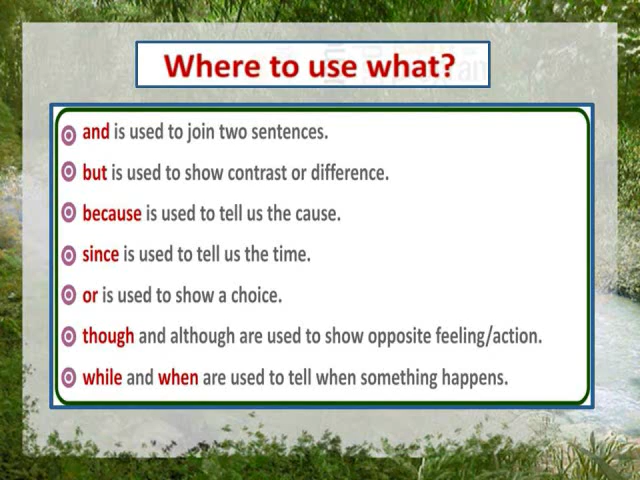 Where to use what?
and is used to join two sentences.
but is used to show contrast or difference.
because is used to tell us the cause.
since is used to tell us the time.
or is used to show a choice.
though and although are used to show opposite feeling/action.
while and when are used to tell when something happens.